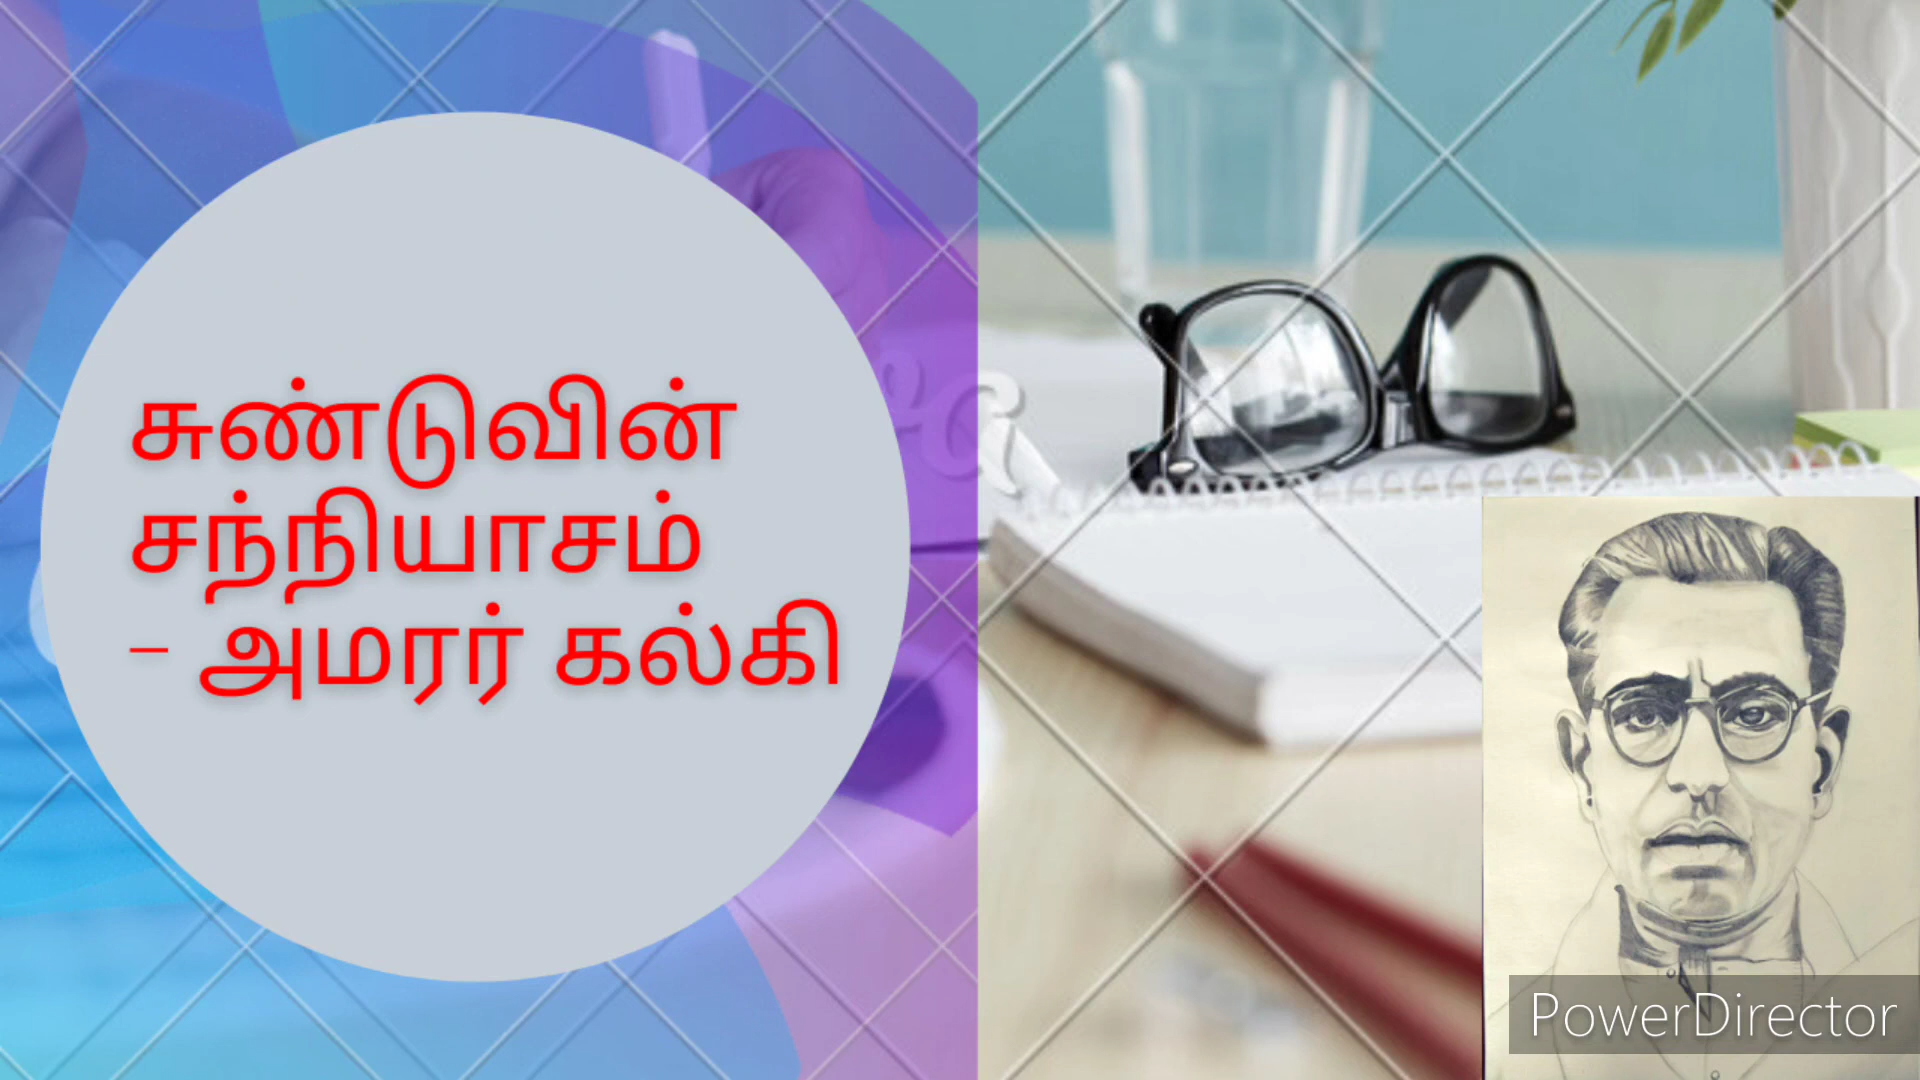 சுண்டுவின்
சந்நியாசம்
- அமரர் கல்கி
PowerDirector